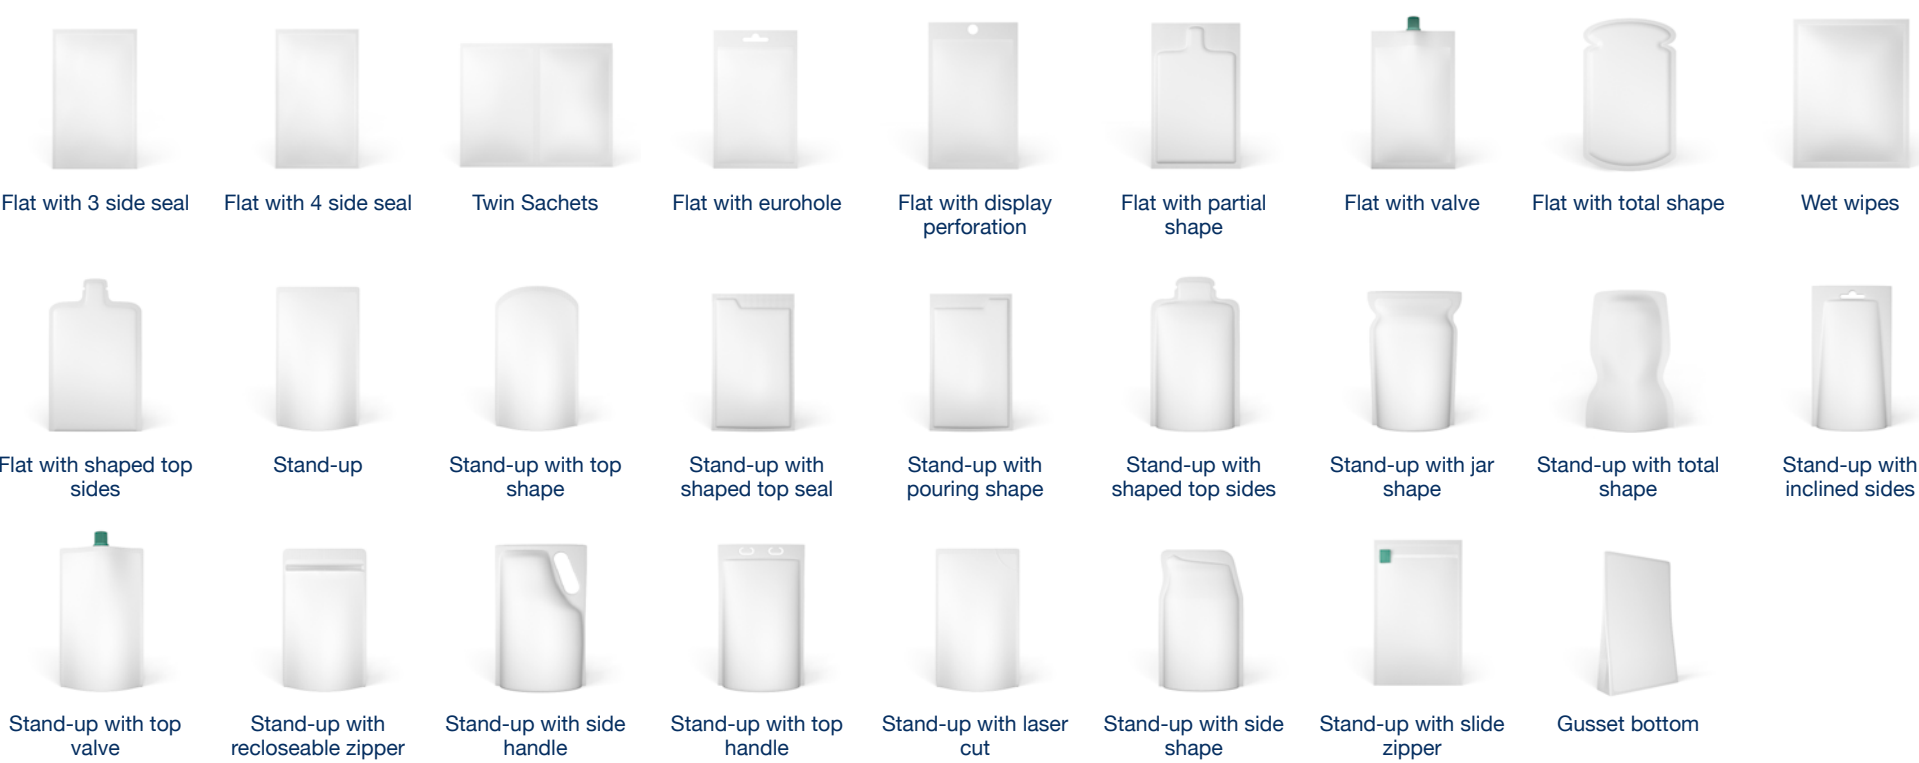 Flat with 3 side seal
Flat with 4 side seal
Twin Sachets
Flat with eurohole
Flat with display
perforation
Flat with partial
shape
Flat with valve
Flat with total shape
Wet wipes
Flat with shaped top
sides
Stand-up
Stand-up with top
shape
Stand-up with
shaped top seal
Stand-up with
pouring shape
Stand-up with
shaped top sides
Stand-up with jar
shape
Stand-up with total
shape
Stand-up with
inclined sides
Stand-up with top
valve
Stand-up with
recloseable zipper
Stand-up with side
handle
Stand-up with top
handle
Stand-up with laser
cut
Stand-up with side
shape
Stand-up with slide
zipper
Gusset bottom